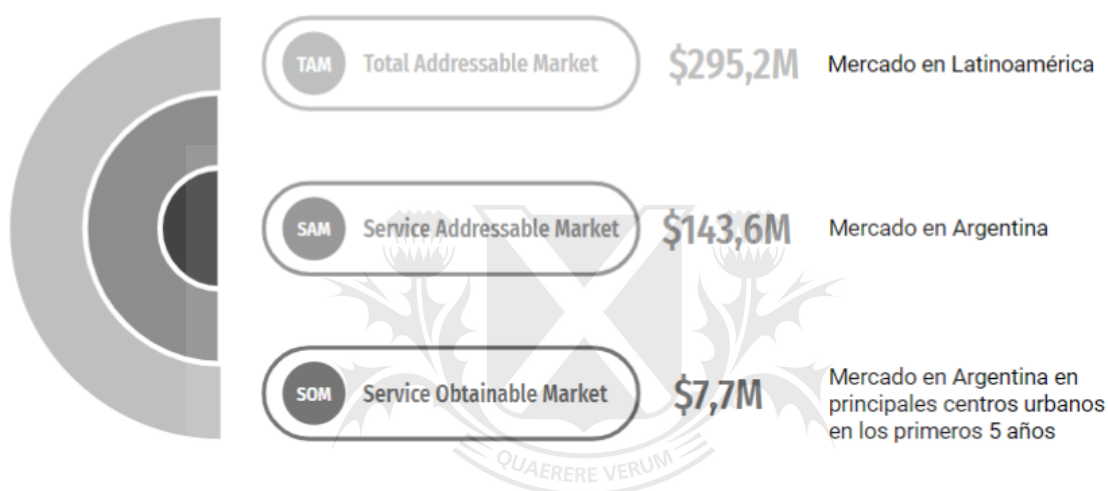 TAM Total Addressable Market $295,2M Mercado en Latinoamérica
SAM Service Addressable Market $143,6M Mercado en Argentina
SOM Service Obtainable Market $7,7M Mercado en Argentina en
principales centros urbanos
en los primeros 5 años
QUAERERE VERUM